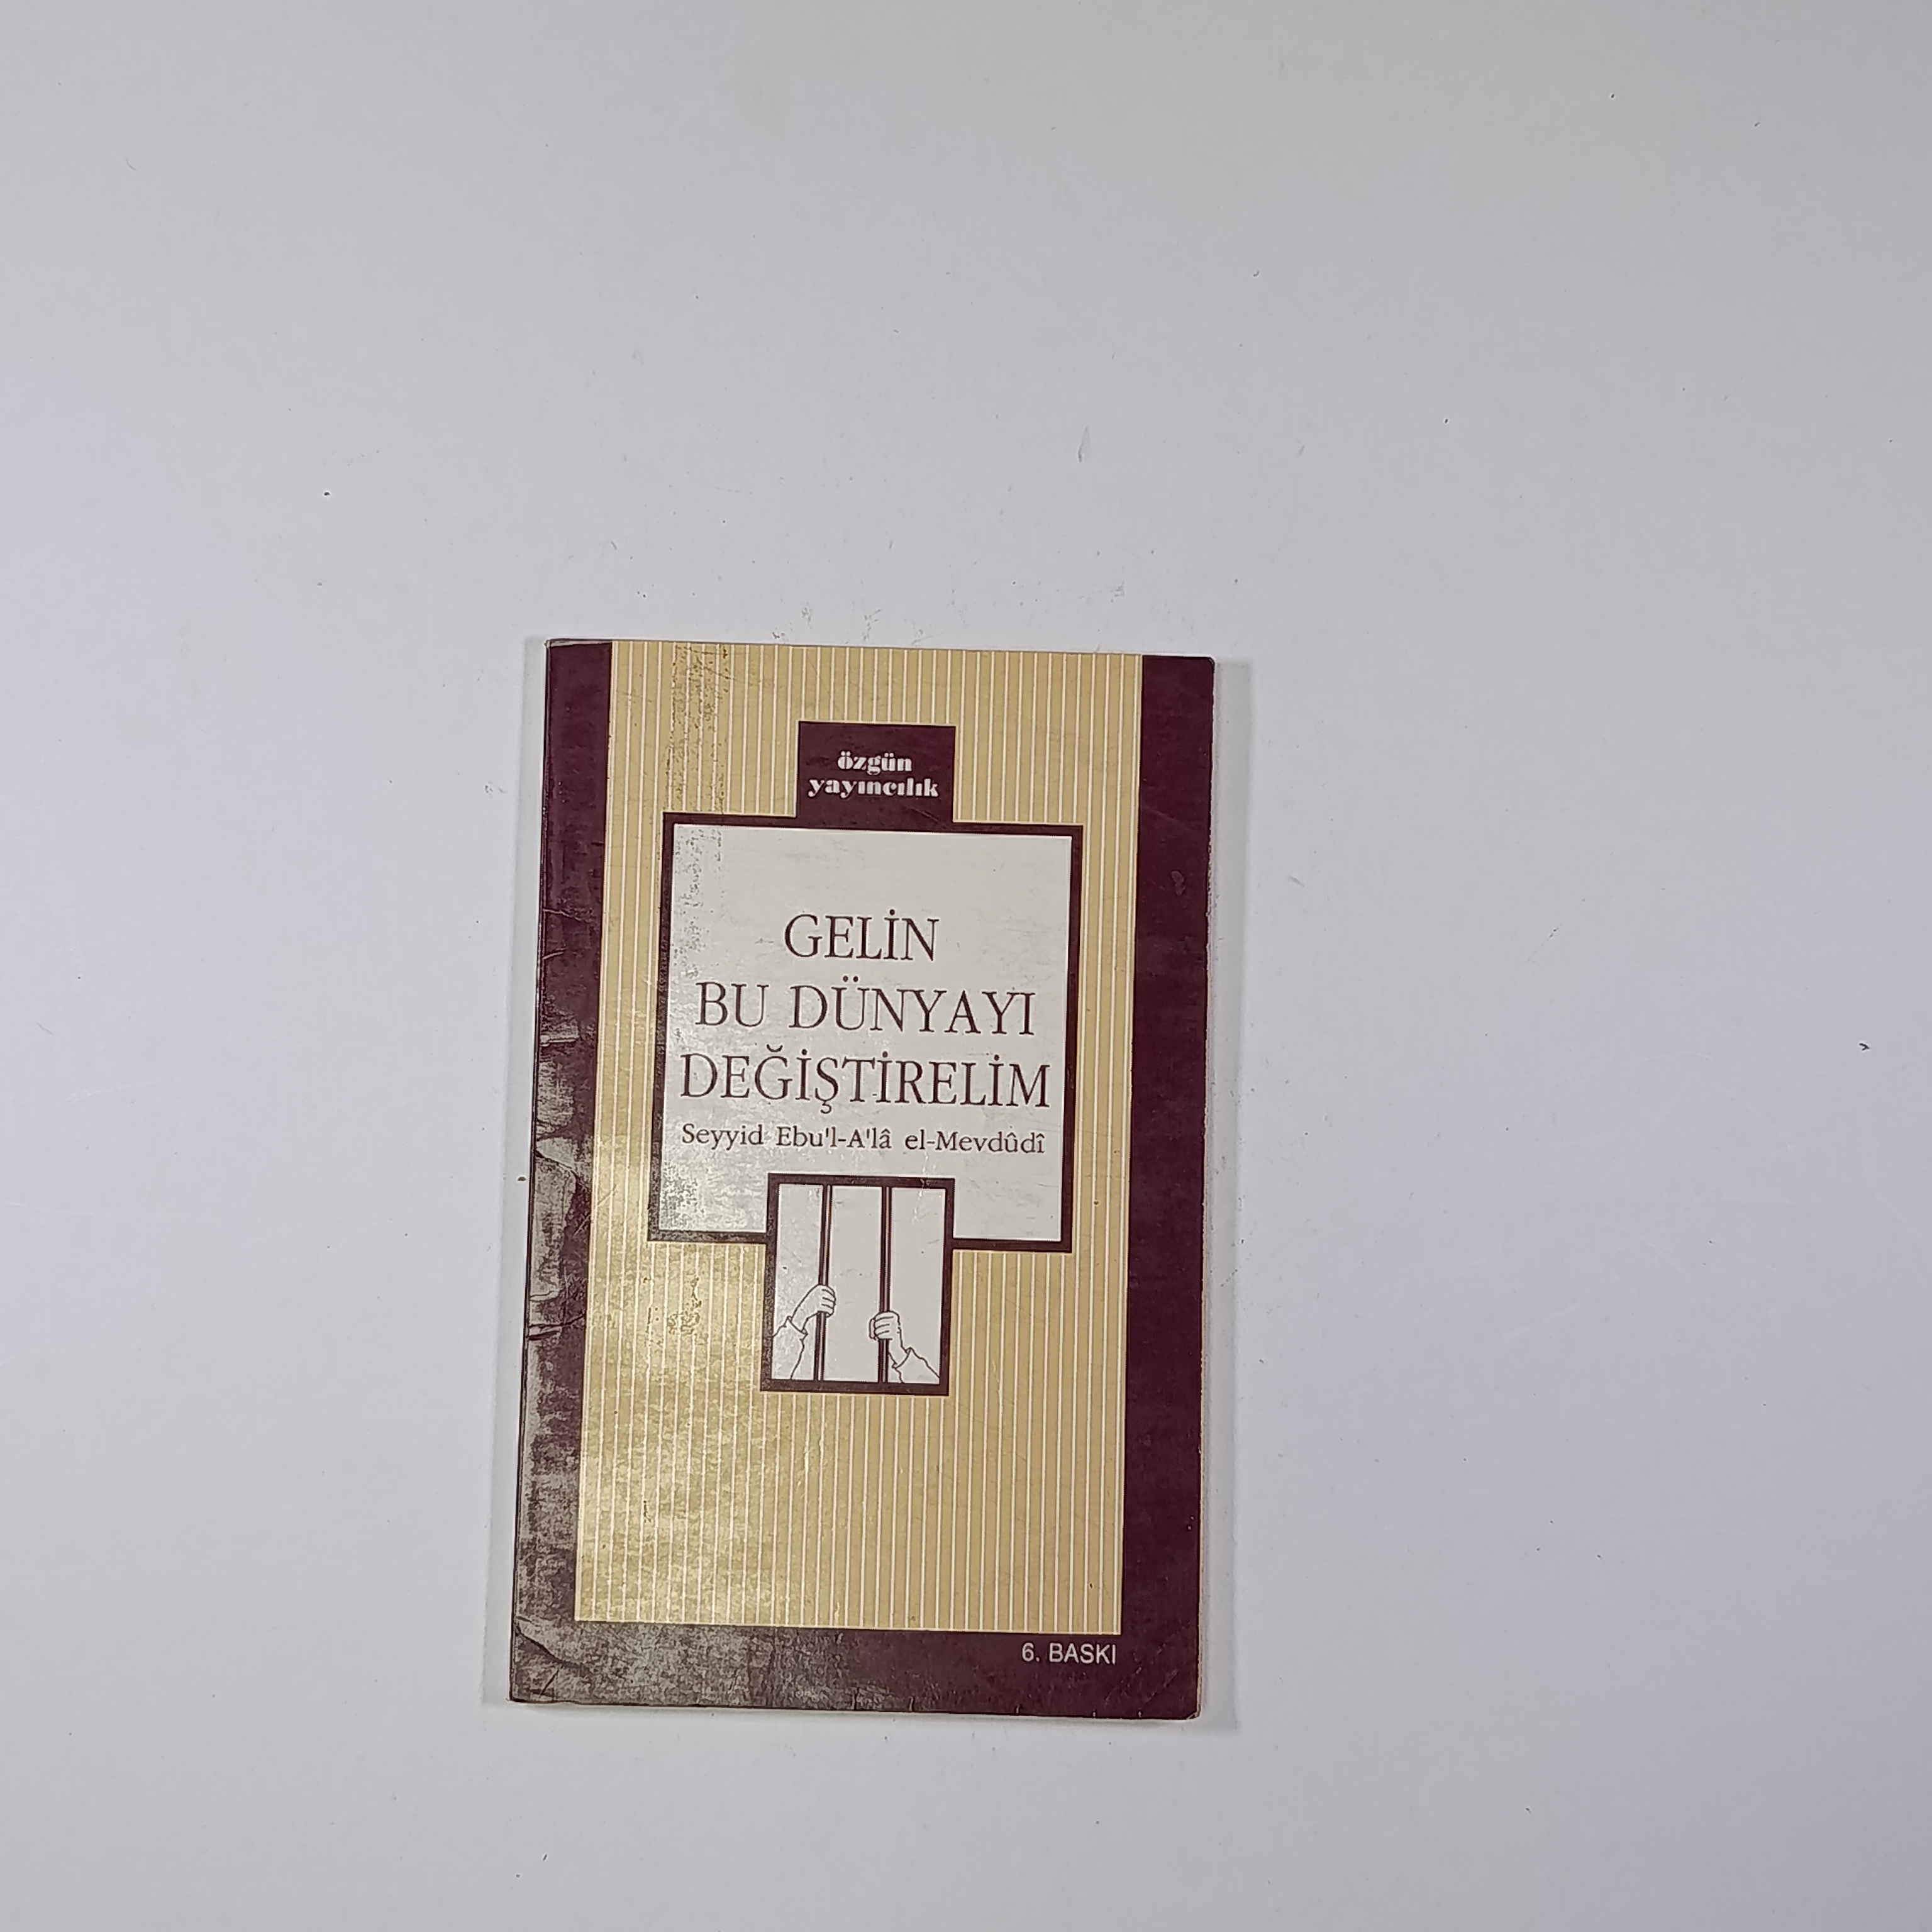 özgün
yayıncılık
GELİN
BU DÜNYAYI
DEĞİŞTİRELİM
Seyyid Ebu'l-A'lâ el-Mevdûdî
6. BASKI